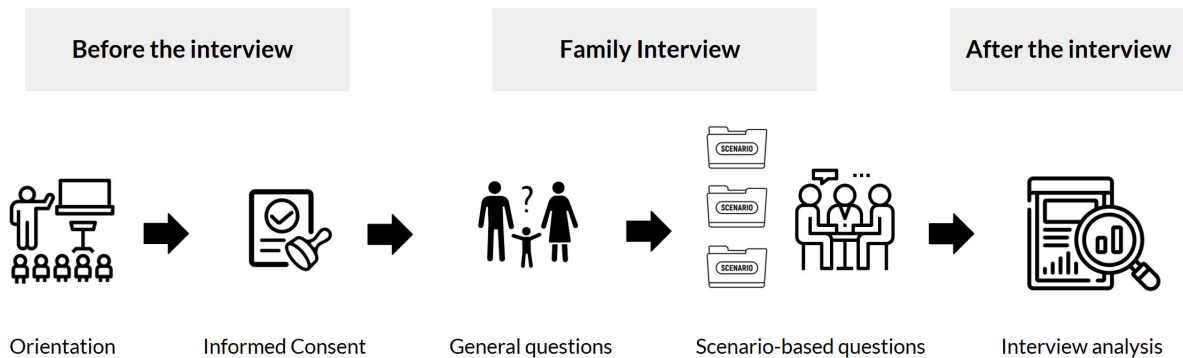 Before the interview
Family Interview
After the interview
?
SCENARIO
...
SCENARIO
SCENARIO
Orientation
Informed Consent
General questions
Scenario-based questions
Interview analysis